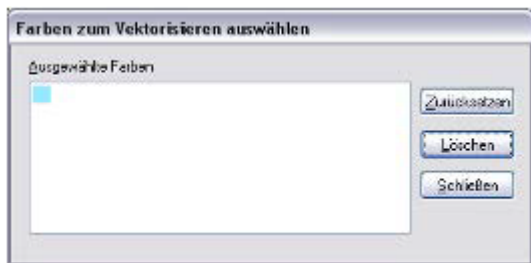 Farben zum Vektorisieren auswählen
Ausgewählte Farben
Zurücksetzen
Löschen
Schließen